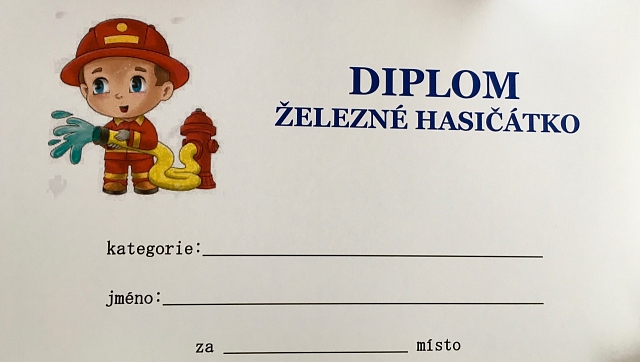 DIPLOM
ŽELEZNÉ HASIČÁTKO
kategorie:
jméno:
za místo